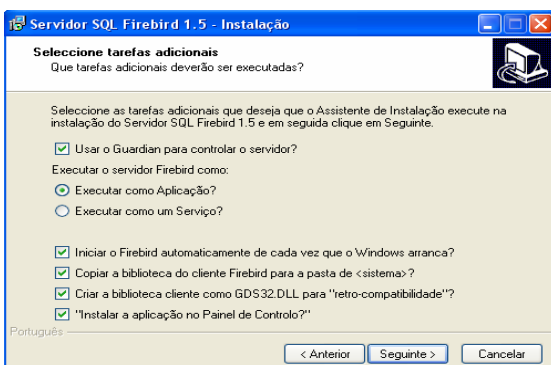 Servidor SQL Firebird 1.5 - Instalação
Seleccione tarefas adicionais
Que tarefas adicionais deverão ser executadas?
Seleccione as tarefas adicionais que deseja que o Assistente de Instalação execute na
instalação do Servidor SQL Firebird 1.5 e em seguida clique em Seguinte.
Usar o Guardian para controlar o servidor?
Executar o servidor Firebird como:
Executar como Aplicação?
Executar como um Serviço?
Iniciar o Firebird automaticamente de cada vez que o Windows arranca?
Copiar a biblioteca do cliente Firebird para a pasta de <sistema>?
Criar a biblioteca cliente como GDS32.DLL para "retro-compatibilidade"?
"Instalar a aplicação no Painel de Controlo?"
Português
< Anterior Seguinte > Cancelar